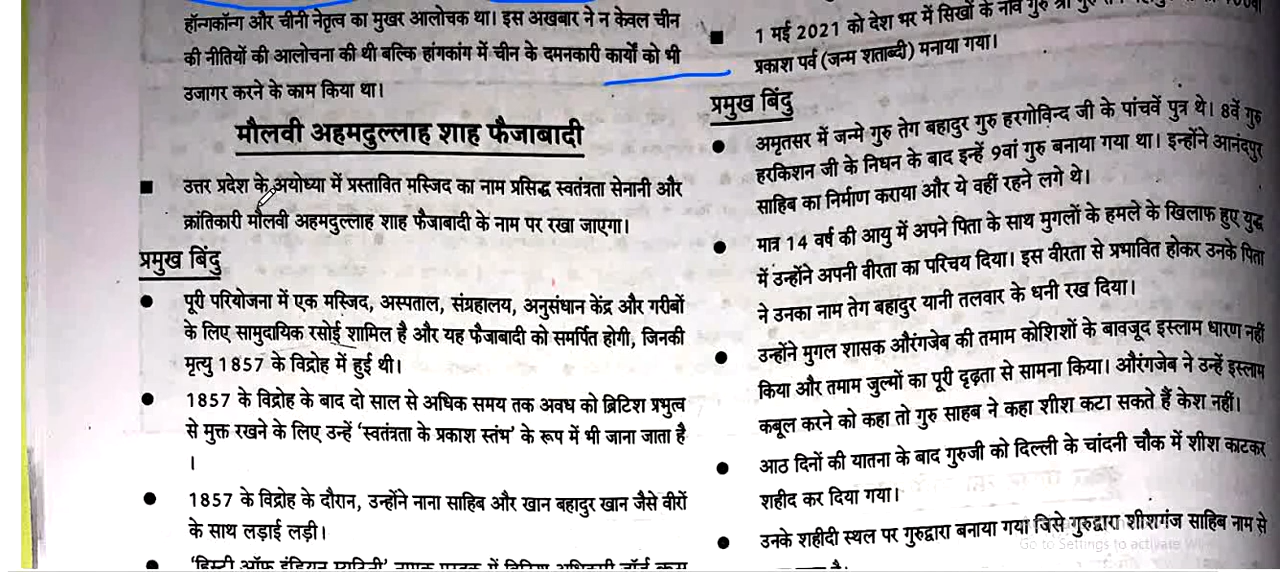 हॉन्गकॉन्ग और चीनी नेतृत्व का मुखर आलोचक था। इस अखबार ने न केवल चीन
की नीतियों की आलोचना की थी बल्कि हांगकांग में चीन के दमनकारी कार्यों को भी
उजागर करने के काम किया था।
मौलवी अहमदुल्लाह शाह फैजाबादी
■ उत्तर प्रदेश के अयोध्या में प्रस्तावित मस्जिद का नाम प्रसिद्ध स्वतंत्रता सेनानी और
क्रांतिकारी मौलवी अहमदुल्लाह शाह फैजाबादी के नाम पर रखा जाएगा।
प्रमुख बिंदु
● पूरी परियोजना में एक मस्जिद, अस्पताल, संग्रहालय, अनुसंधान केंद्र और गरीबों
के लिए सामुदायिक रसोई शामिल है और यह फैजाबादी को समर्पित होगी, जिनकी
मृत्यु 1857 के विद्रोह में हुई थी।
● 1857 के विद्रोह के बाद दो साल से अधिक समय तक अवध को ब्रिटिश प्रभुत्व
से मुक्त रखने के लिए उन्हें ‘स्वतंत्रता के प्रकाश स्तंभ’ के रूप में भी जाना जाता है
।
● 1857 के विद्रोह के दौरान, उन्होंने नाना साहिब और खान बहादुर खान जैसे वीरों
के साथ लड़ाई लड़ी।
● ‘हिस्ट्री ऑफ इंडियन म्युटिनी’ नामक पुस्तक में ब्रिटिश अधिकारी जॉर्ज
■ 1 मई 2021 को देश भर में सिखों के नौवें गुरु श्री गुरु
प्रकाश पर्व (जन्म शताब्दी) मनाया गया।
प्रमुख बिंदु
● अमृतसर में जन्मे गुरु तेग बहादुर गुरु हरगोविन्द जी के पांचवें पुत्र थे। 8वें गुरु
हरकिशन जी के निधन के बाद इन्हें 9वां गुरु बनाया गया था। इन्होंने आनंदपुर
साहिब का निर्माण कराया और ये वहीं रहने लगे थे।
● मात्र 14 वर्ष की आयु में अपने पिता के साथ मुगलों के हमले के खिलाफ हुए युद्ध
में उन्होंने अपनी वीरता का परिचय दिया। इस वीरता से प्रभावित होकर उनके पिता
ने उनका नाम तेग बहादुर यानी तलवार के धनी रख दिया।
● उन्होंने मुगल शासक औरंगजेब की तमाम कोशिशों के बावजूद इस्लाम धारण नहीं
किया और तमाम जुल्मों का पूरी दृढ़ता से सामना किया। औरंगजेब ने उन्हें इस्लाम
कबूल करने को कहा तो गुरु साहब ने कहा शीश कटा सकते हैं केश नहीं।
● आठ दिनों की यातना के बाद गुरुजी को दिल्ली के चांदनी चौक में शीश काटकर
शहीद कर दिया गया।
● उनके शहीदी स्थल पर गुरुद्वारा बनाया गया जिसे गुरुद्वारा शीशगंज साहिब नाम से
Go to Settings to activate